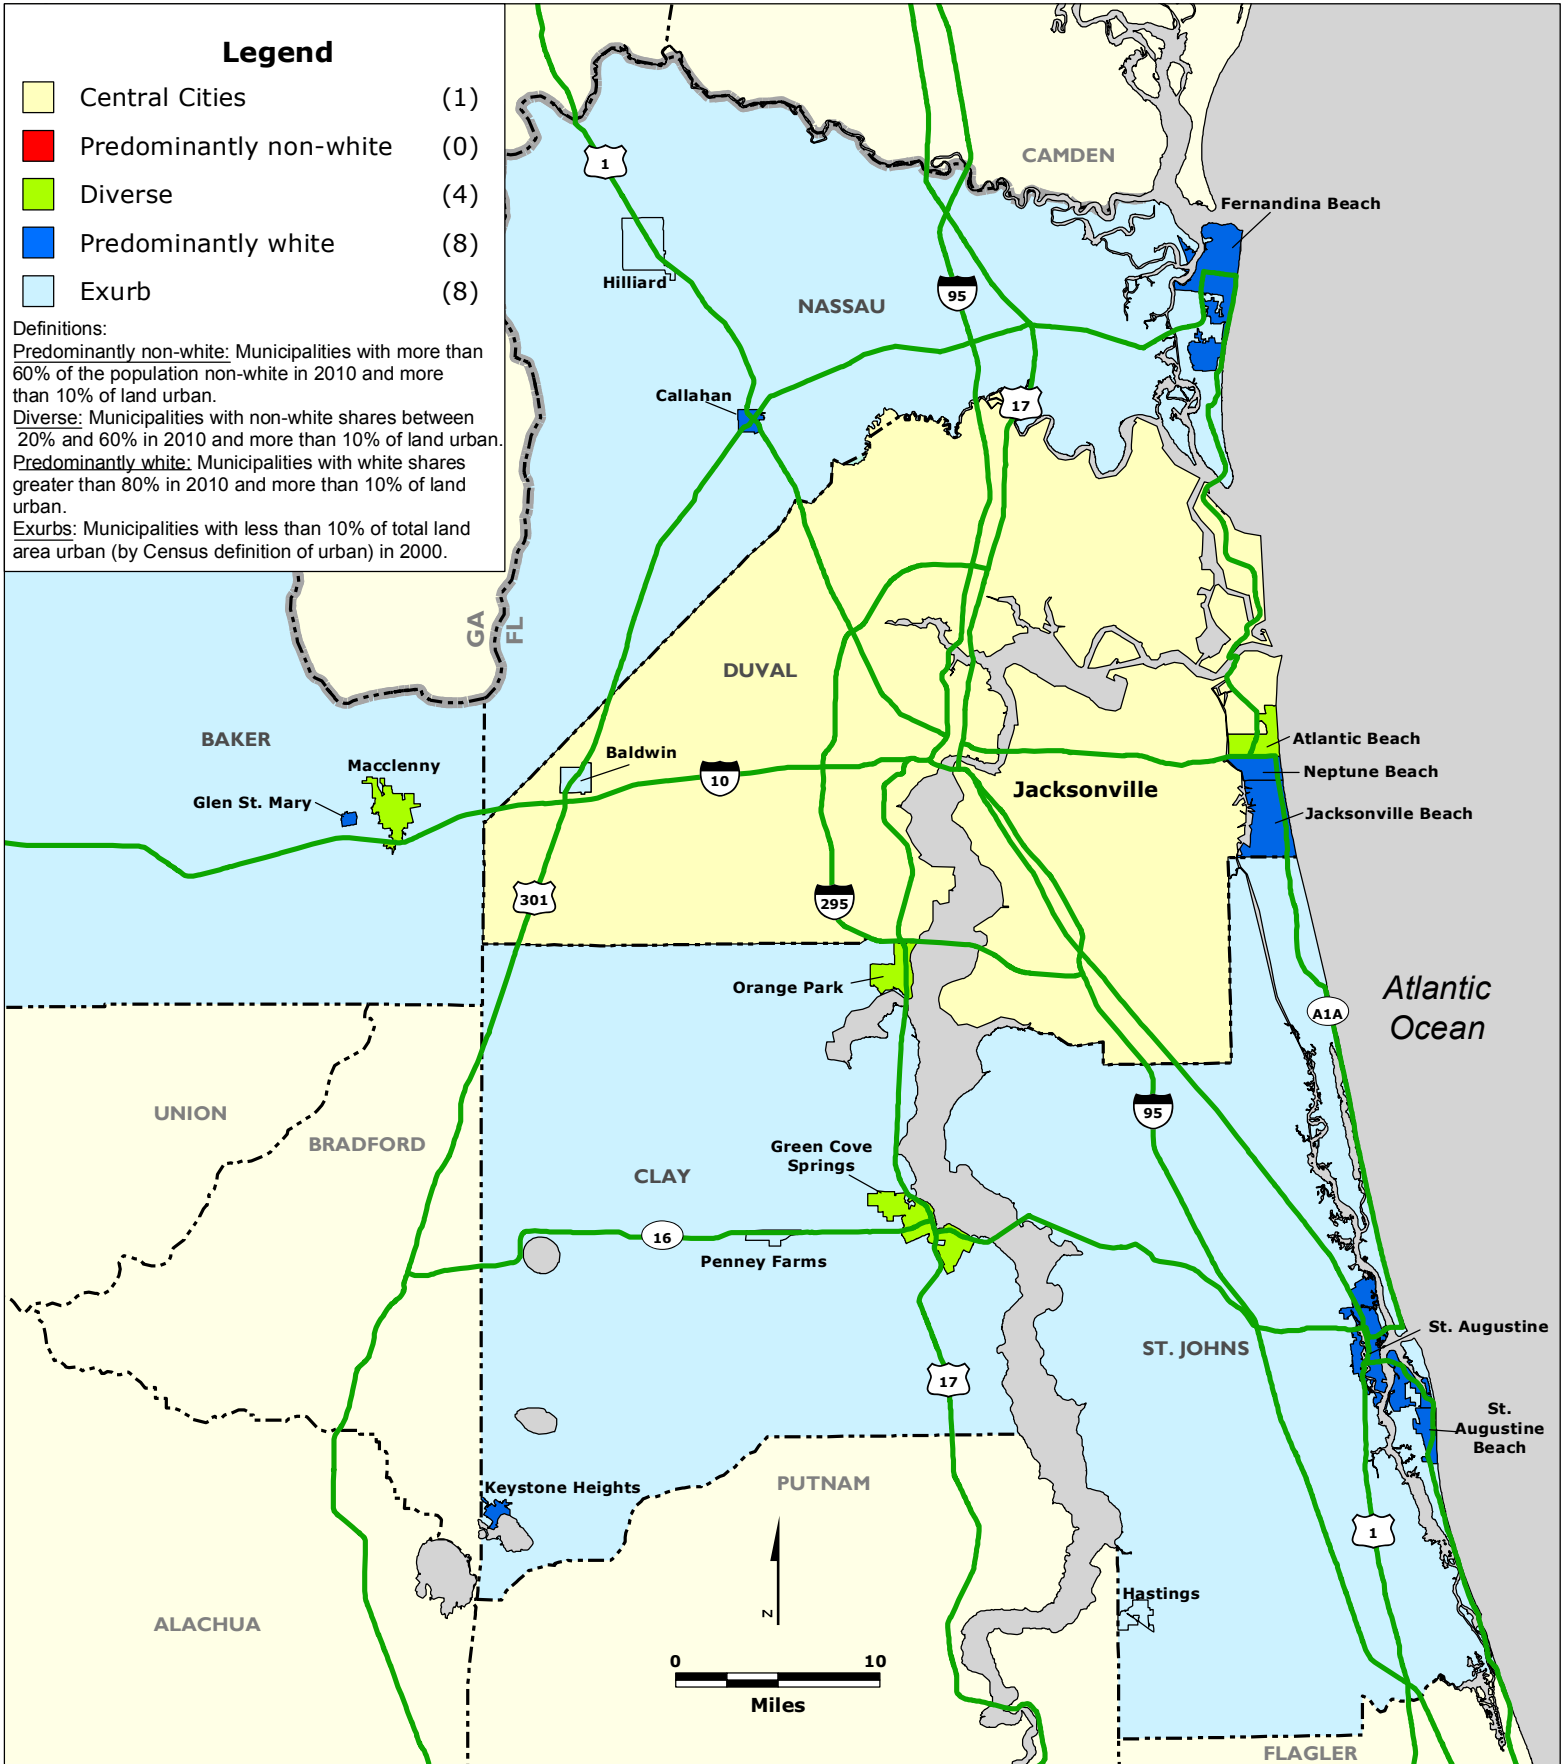 Legend
Central Cities (1)
Predominantly non-white (0)
Diverse (4)
Predominantly white (8)
Exurb (8)
Definitions:
Predominantly non-white: Municipalities with more than
60% of the population non-white in 2010 and more
than 10% of land urban.
Diverse: Municipalities with non-white shares between
20% and 60% in 2010 and more than 10% of land urban.
Predominantly white: Municipalities with white shares
greater than 80% in 2010 and more than 10% of land
urban.
Exurbs: Municipalities with less than 10% of total land
area urban (by Census definition of urban) in 2000.
CAMDEN
1
Fernandina Beach
Hilliard
95
NASSAU
Callahan
17
GA
FL
DUVAL
BAKER
Baldwin
Atlantic Beach
Macclenny
10
Neptune Beach
Glen St. Mary
Jacksonville
Jacksonville Beach
301
295
Orange Park
Atlantic
Ocean
A1A
UNION
95
BRADFORD
Green Cove
Springs
CLAY
16
Penney Farms
St. Augustine
ST. JOHNS
17
St.
Augustine
Beach
Keystone Heights
PUTNAM
1
Hastings
N
ALACHUA
0 10
Miles
FLAGLER